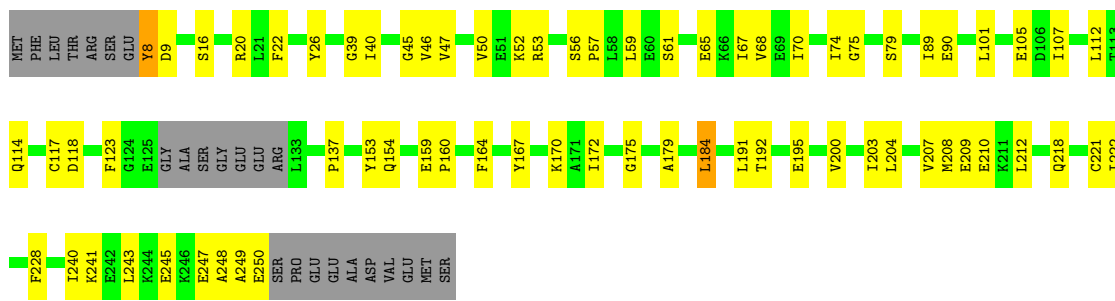 MET PHE LEU THR ARG SER GLU Y8 D9 S16 R20 L21 F22 Y26 G39 I40 G45 V46 V47 V50 E51 K52 R53 S56 P57 L58 L59 E60 S61 E65 K66 I67 V68 E69 I70 I74 G75 S79 I89 E90 L101 E105 D106 I107 L112
Q114 C117 D118 F123 G124 E125 GLY ALA SER GLY GLU GLU ARG L133 P137 Y153 Q154 E159 P160 F164 Y167 K170 A171 I172 G175 A179 L184 L191 T192 E195 V200 I203 L204 V207 M208 E209 E210 K211 L212 Q218 C221
F228 I240 K241 E242 L243 K244 E245 K246 E247 A248 A249 E250 SER PRO GLU GLU ALA ASP VAL GLU MET SER